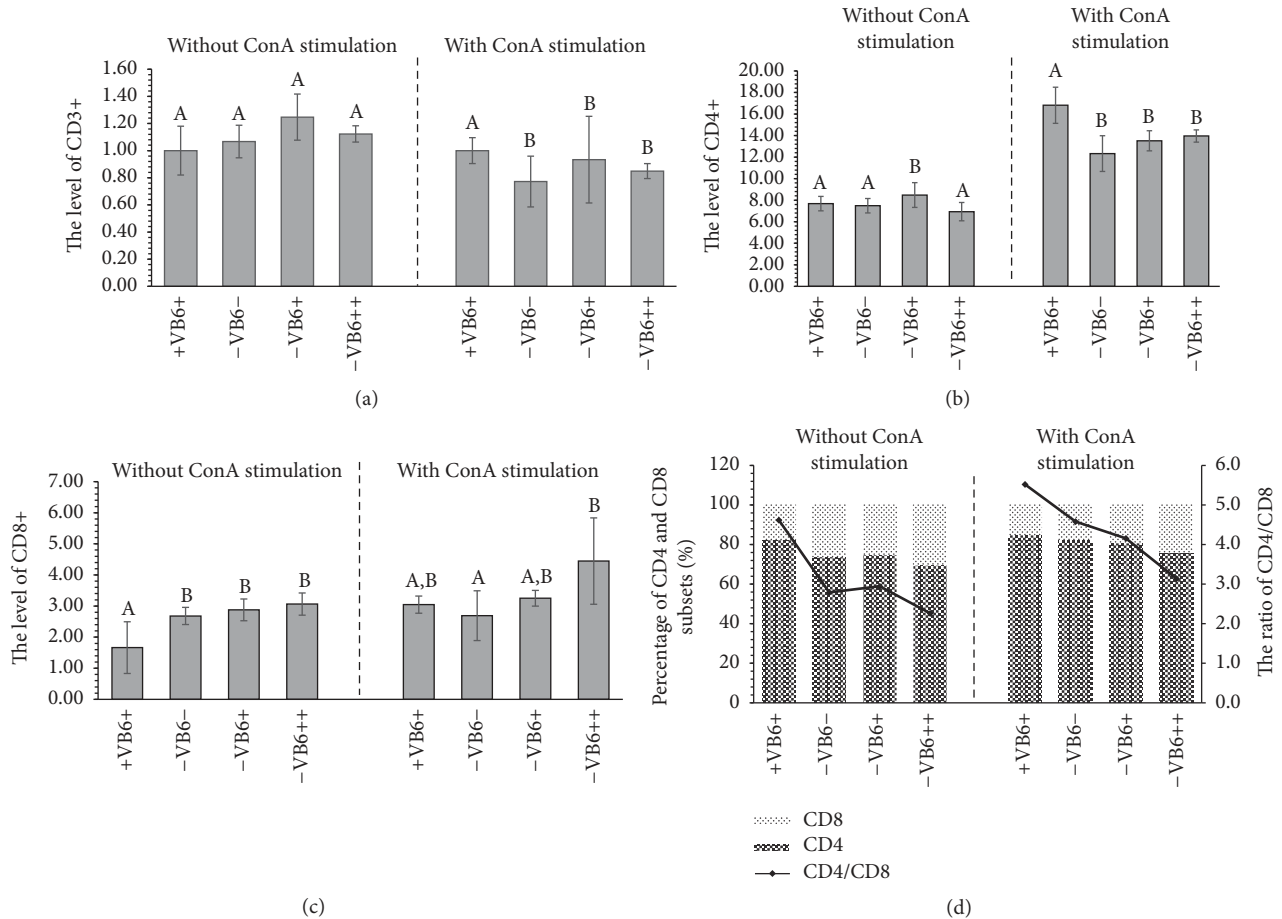 (a)
Without ConA stimulation
With ConA stimulation
The level of CD3+
1.60
1.40
1.20
1.00
0.80
0.60
0.40
0.20
0.00
A
A
A
A
A
B
B
B
+VB6+
−VB6−
−VB6+
−VB6++
+VB6+
−VB6−
−VB6+
−VB6++
(a)
(b)
Without ConA
stimulation
With ConA
stimulation
The level of CD4+
20.00
18.00
16.00
14.00
12.00
10.00
8.00
6.00
4.00
2.00
0.00
A
A
B
A
A
B
B
B
+VB6+
−VB6−
−VB6+
−VB6++
+VB6+
−VB6−
−VB6+
−VB6++
(b)
Without ConA stimulation
With ConA stimulation
The level of CD8+
7.00
6.00
5.00
4.00
3.00
2.00
1.00
0.00
A
B
B
B
A,B
A
A,B
B
+VB6+
−VB6−
−VB6+
−VB6++
+VB6+
−VB6−
−VB6+
−VB6++
(c)
Without ConA
stimulation
With ConA
stimulation
Percentage of CD4 and CD8
subsets (%)
120
100
80
60
40
20
0
6.0
5.0
4.0
3.0
2.0
1.0
0.0
The ratio of CD4/CD8
+VB6+
−VB6−
−VB6+
−VB6++
+VB6+
−VB6−
−VB6+
−VB6++
CD8
CD4
CD4/CD8
(d)